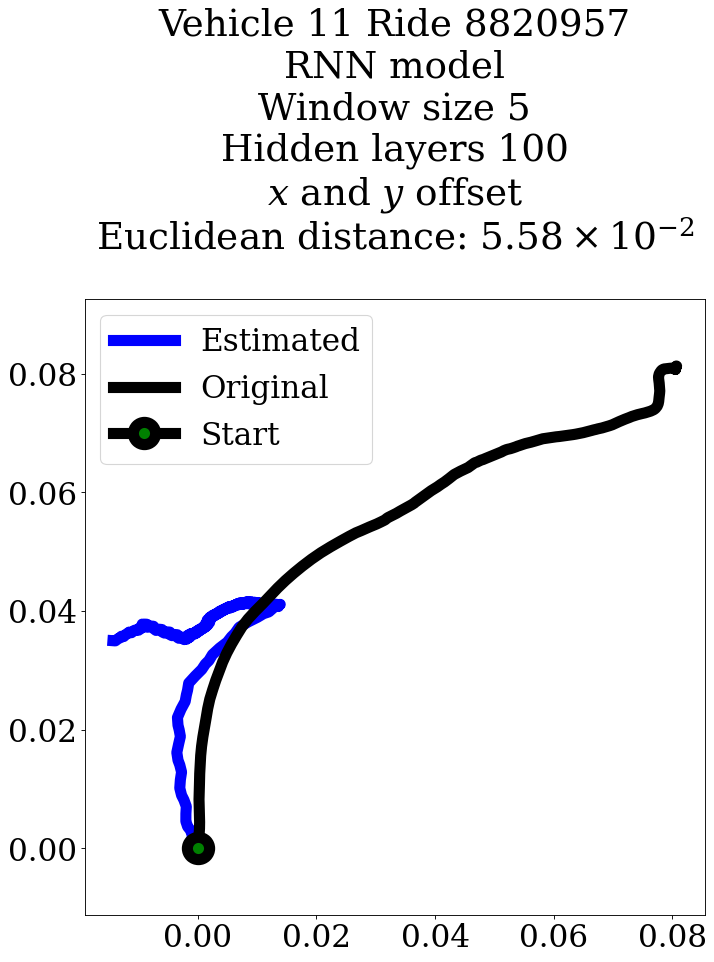 Vehicle 11 Ride 8820957
RNN model
Window size 5
Hidden layers 100
x and y offset
Euclidean distance: 5.58 × 10⁻²
Estimated
Original
Start
0.08
0.06
0.04
0.02
0.00
0.00 0.02 0.04 0.06 0.08